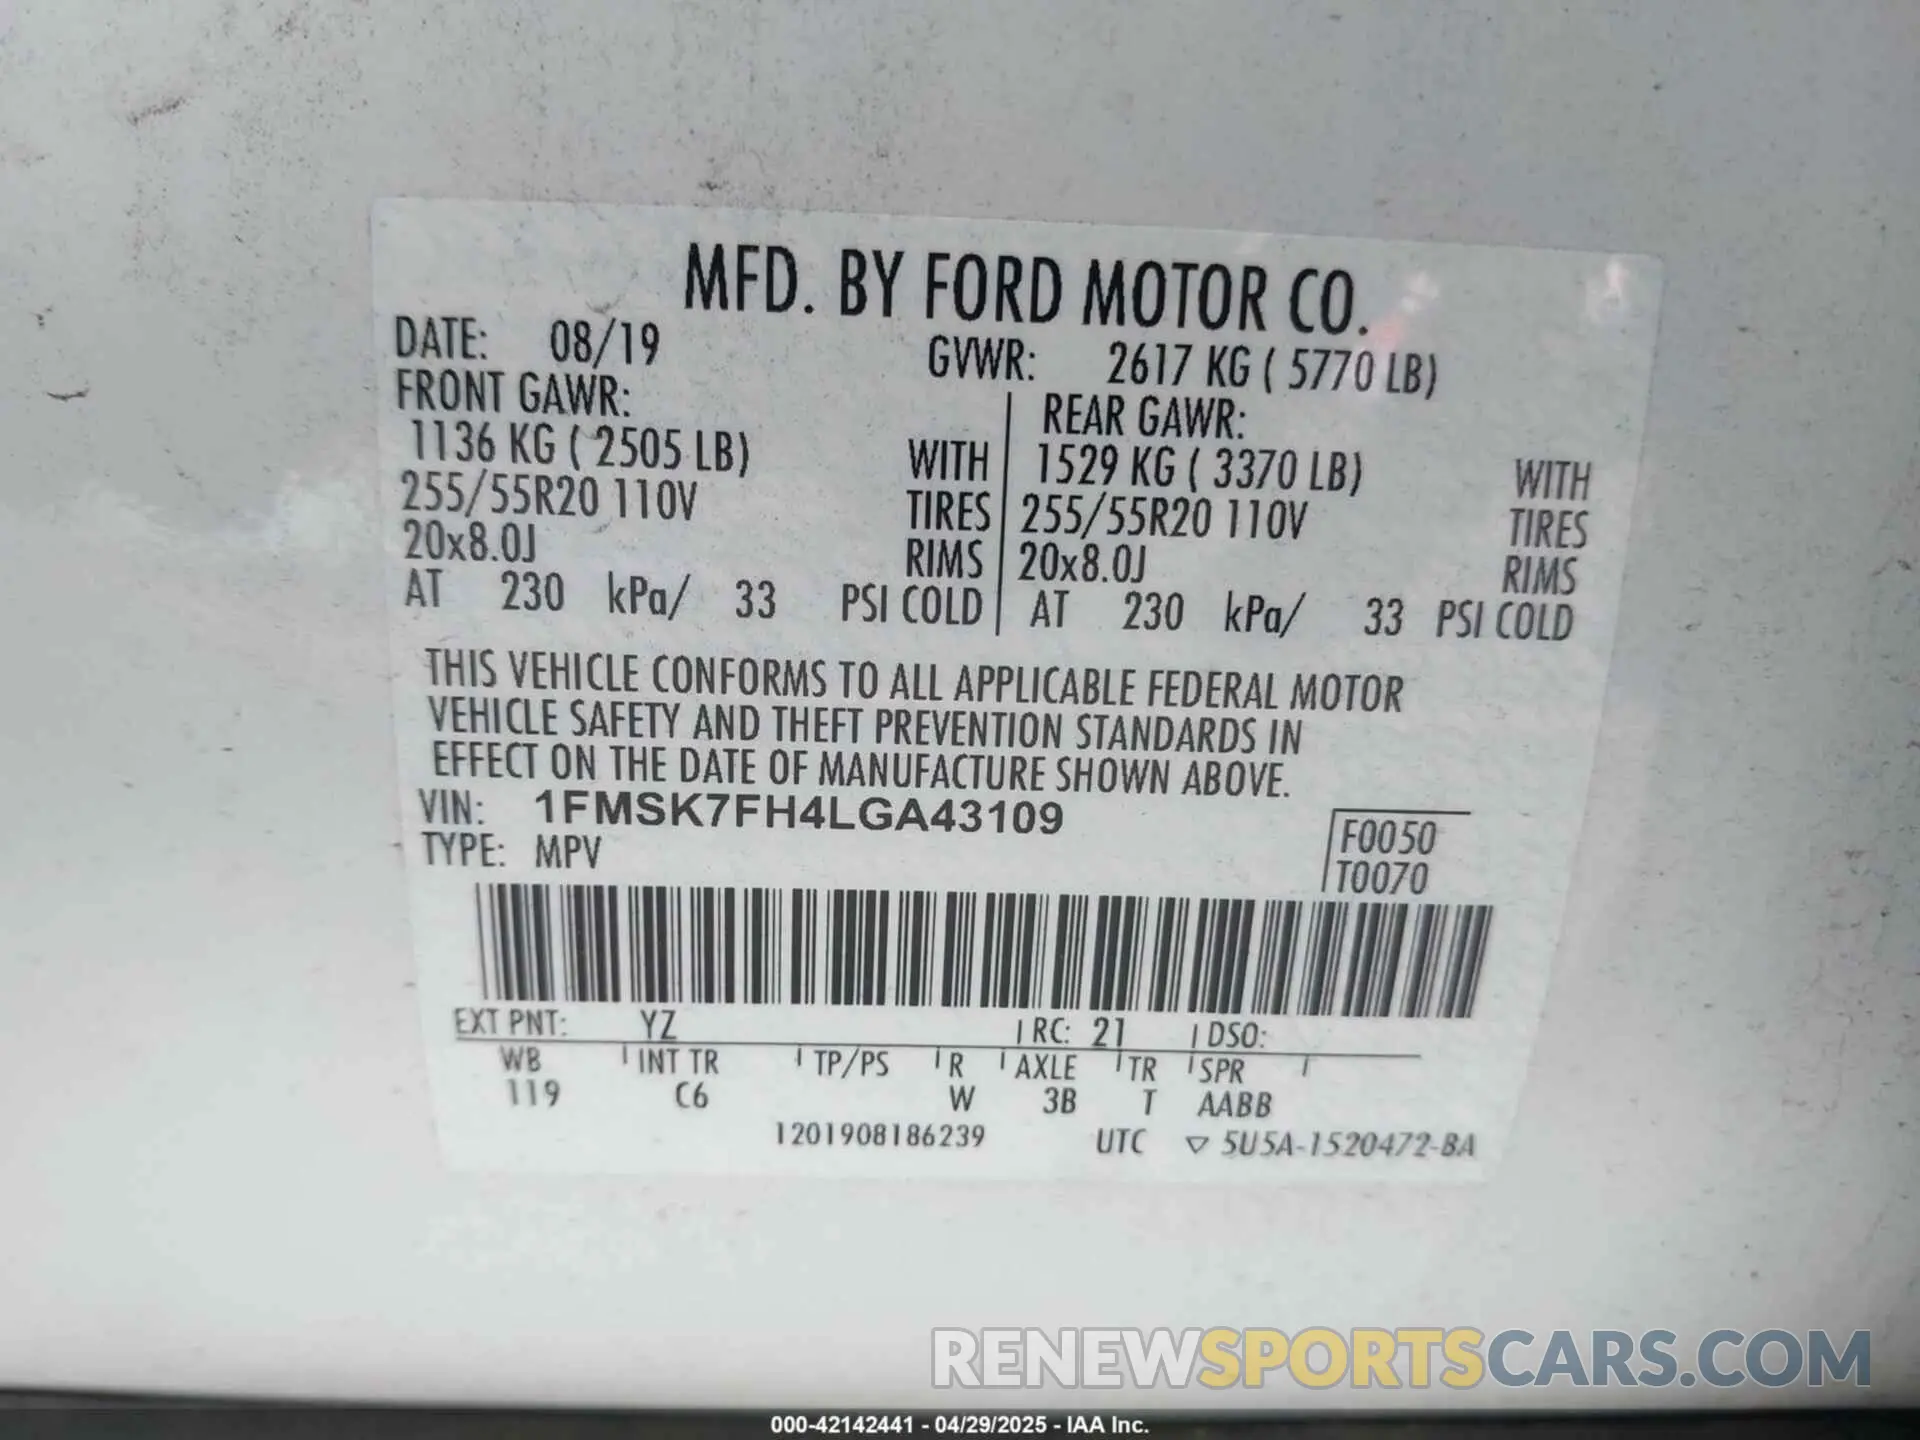 MFD. BY FORD MOTOR CO.
DATE: 08/19 GVWR: 2617 KG ( 5770 LB)
FRONT GAWR: REAR GAWR:
1136 KG ( 2505 LB) WITH 1529 KG ( 3370 LB) WITH
255/55R20 110V TIRES 255/55R20 110V TIRES
20x8.0J RIMS 20x8.0J RIMS
AT 230 kPa/ 33 PSI COLD AT 230 kPa/ 33 PSI COLD
THIS VEHICLE CONFORMS TO ALL APPLICABLE FEDERAL MOTOR
VEHICLE SAFETY AND THEFT PREVENTION STANDARDS IN
EFFECT ON THE DATE OF MANUFACTURE SHOWN ABOVE.
VIN: 1FMSK7FH4LGA43109
TYPE: MPV
F0050
T0070
EXT PNT: YZ RC: 21 DSO:
WB INT TR TP/PS R AXLE TR SPR
119 C6 W 3B T AABB
1201908186239 UTC ▽ 5U5A-1520472-BA
RENEWSPORTSCARS.COM
000-42142441 - 04/29/2025 - IAA Inc.